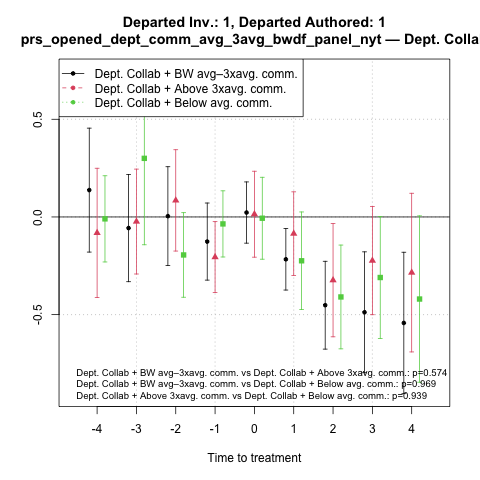 Departed Inv.: 1, Departed Authored: 1
prs_opened_dept_comm_avg_3avg_bwdf_panel_nyt — Dept. Colla
Dept. Collab + BW avg–3xavg. comm.
Dept. Collab + Above 3xavg. comm.
Dept. Collab + Below avg. comm.
0.5
0.0
-0.5
Dept. Collab + BW avg–3xavg. comm. vs Dept. Collab + Above 3xavg. comm.: p=0.574
Dept. Collab + BW avg–3xavg. comm. vs Dept. Collab + Below avg. comm.: p=0.969
Dept. Collab + Above 3xavg. comm. vs Dept. Collab + Below avg. comm.: p=0.939
-4 -3 -2 -1 0 1 2 3 4
Time to treatment